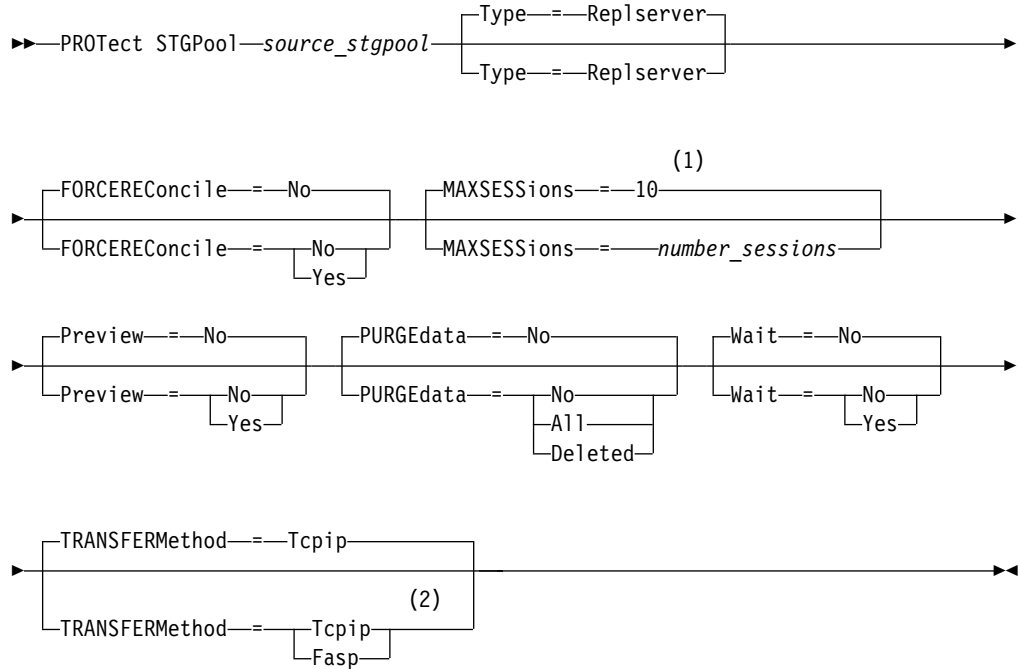 Type = Replserver
PROTect STGPool source_stgpool
Type = Replserver
(1)
FORCEREConcile = No MAXSESSions = 10
FORCEREConcile = No MAXSESSions = number_sessions
Yes
Preview = No PURGEdata = No Wait = No
Preview = No PURGEdata = No Wait = No
Yes All Yes
Deleted
TRANSFERMethod = Tcpip
(2)
TRANSFERMethod = Tcpip
Fasp